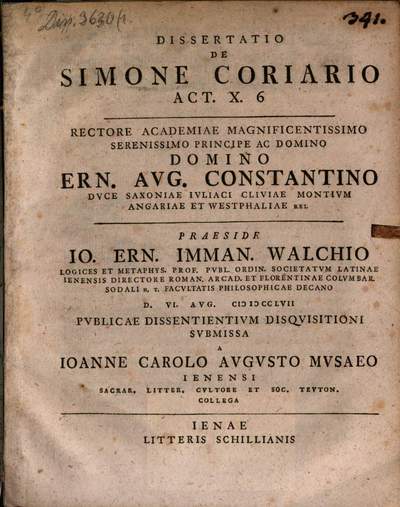 4° Diss. 3630/1.
341.
DISSERTATIO
DE
SIMONE CORIARIO
ACT. X. 6
RECTORE ACADEMIAE MAGNIFICENTISSIMO
SERENISSIMO PRINCIPE AC DOMINO
DOMINO
ERN. AVG. CONSTANTINO
DVCE SAXONIAE IVLIACI CLIVIAE MONTIVM
ANGARIAE ET WESTPHALIAE REL
PRAESIDE
IO. ERN. IMMAN. WALCHIO
LOGICES ET METAPHYS. PROF. PVBL. ORDIN. SOCIETATVM LATINAE
IENENSIS DIRECTORE ROMAN. ARCAD. ET FLORENTINAE COLVMBAR.
SODALI H. T. FACVLTATIS PHILOSOPHICAE DECANO
D. VI. AVG. CIↃ IↃCCLVII
PVBLICAE DISSENTIENTIVM DISQVISITIONI
SVBMISSA
A
IOANNE CAROLO AVGVSTO MVSAEO
IENENSI
SACRAR. LITTER. CVLTORE ET SOC. TEVTON.
COLLEGA
IENAE
LITTERIS SCHILLIANIS